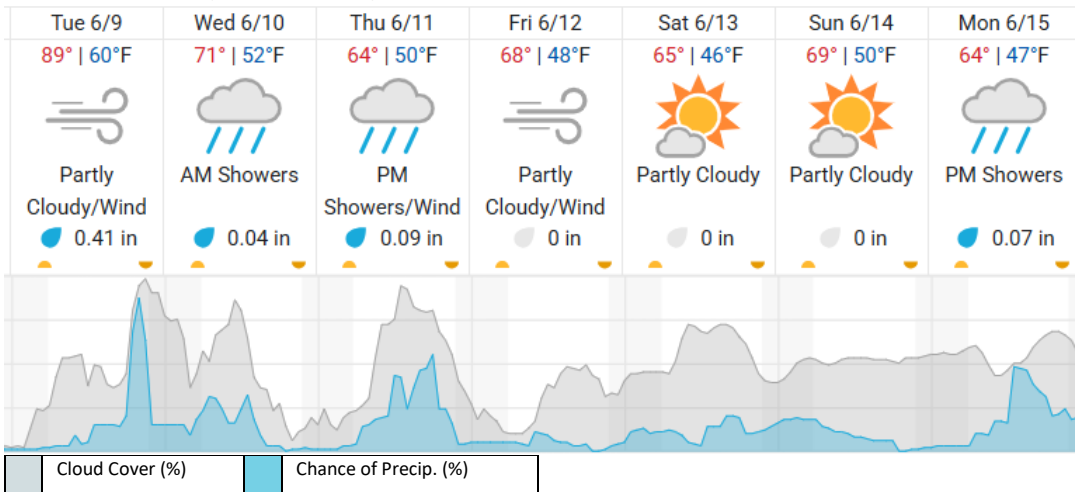 Tue 6/9 Wed 6/10 Thu 6/11 Fri 6/12 Sat 6/13 Sun 6/14 Mon 6/15
89° | 60°F 71° | 52°F 64° | 50°F 68° | 48°F 65° | 46°F 69° | 50°F 64° | 47°F
Partly AM Showers PM Partly Partly Cloudy Partly Cloudy PM Showers
Cloudy/Wind Showers/Wind Cloudy/Wind
0.41 in 0.04 in 0.09 in 0 in 0 in 0 in 0.07 in
Cloud Cover (%) Chance of Precip. (%)